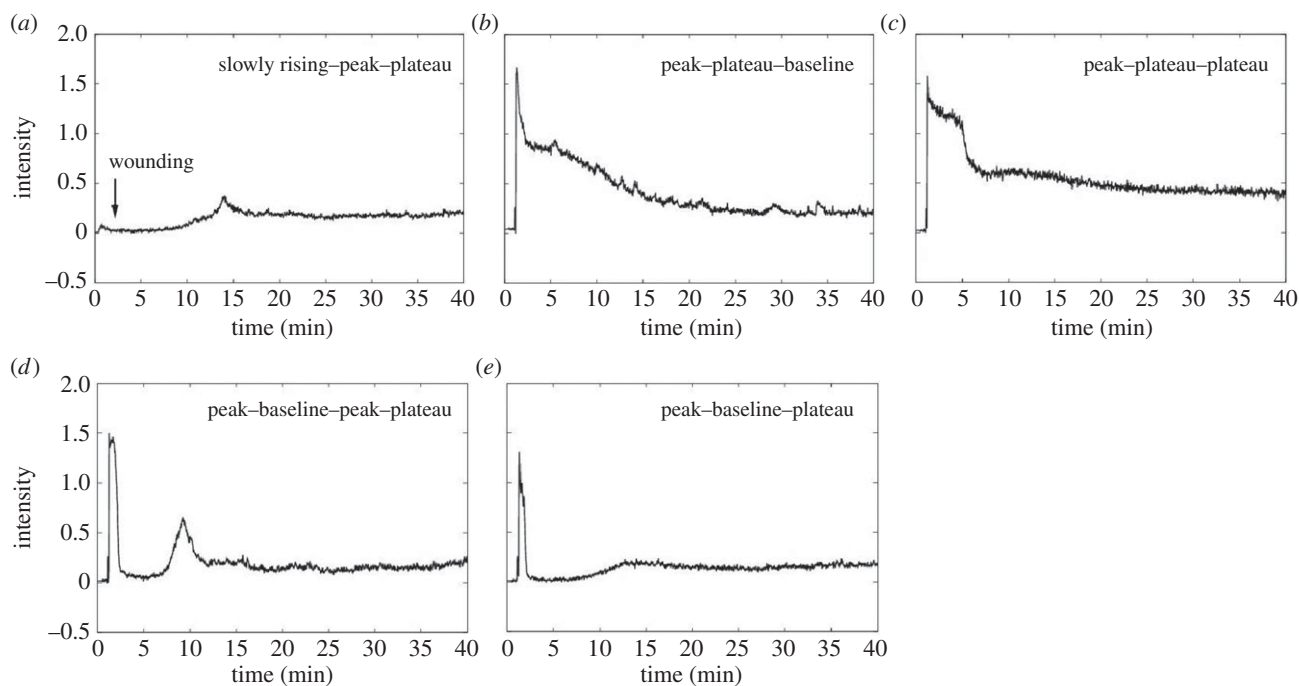 (a)
2.0
1.5
1.0
0.5
0
–0.5
intensity
slowly rising–peak–plateau
wounding
0 5 10 15 20 25 30 35 40
time (min)
(b)
peak–plateau–baseline
0 5 10 15 20 25 30 35 40
time (min)
(c)
peak–plateau–plateau
0 5 10 15 20 25 30 35 40
time (min)
(d)
2.0
1.5
1.0
0.5
0
–0.5
intensity
peak–baseline–peak–plateau
0 5 10 15 20 25 30 35 40
time (min)
(e)
peak–baseline–plateau
0 5 10 15 20 25 30 35 40
time (min)